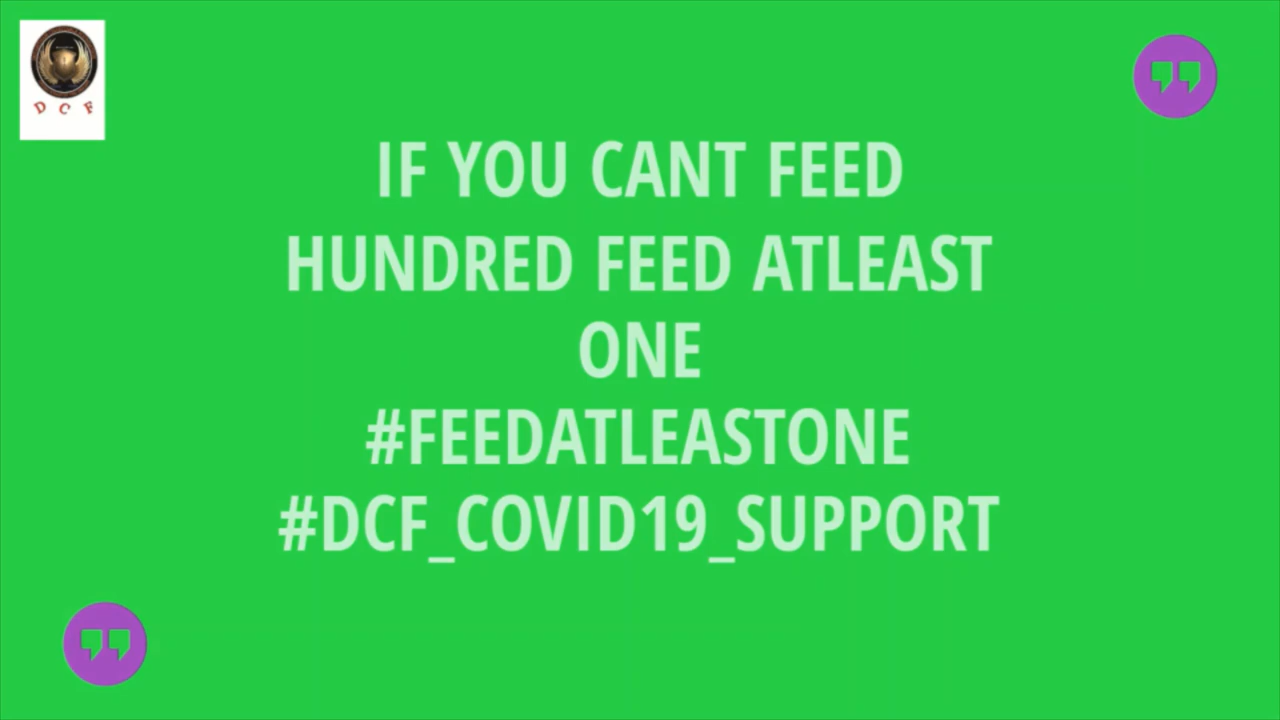 D C F
IF YOU CANT FEED
HUNDRED FEED ATLEAST
ONE
#FEEDATLEASTONE
#DCF_COVID19_SUPPORT